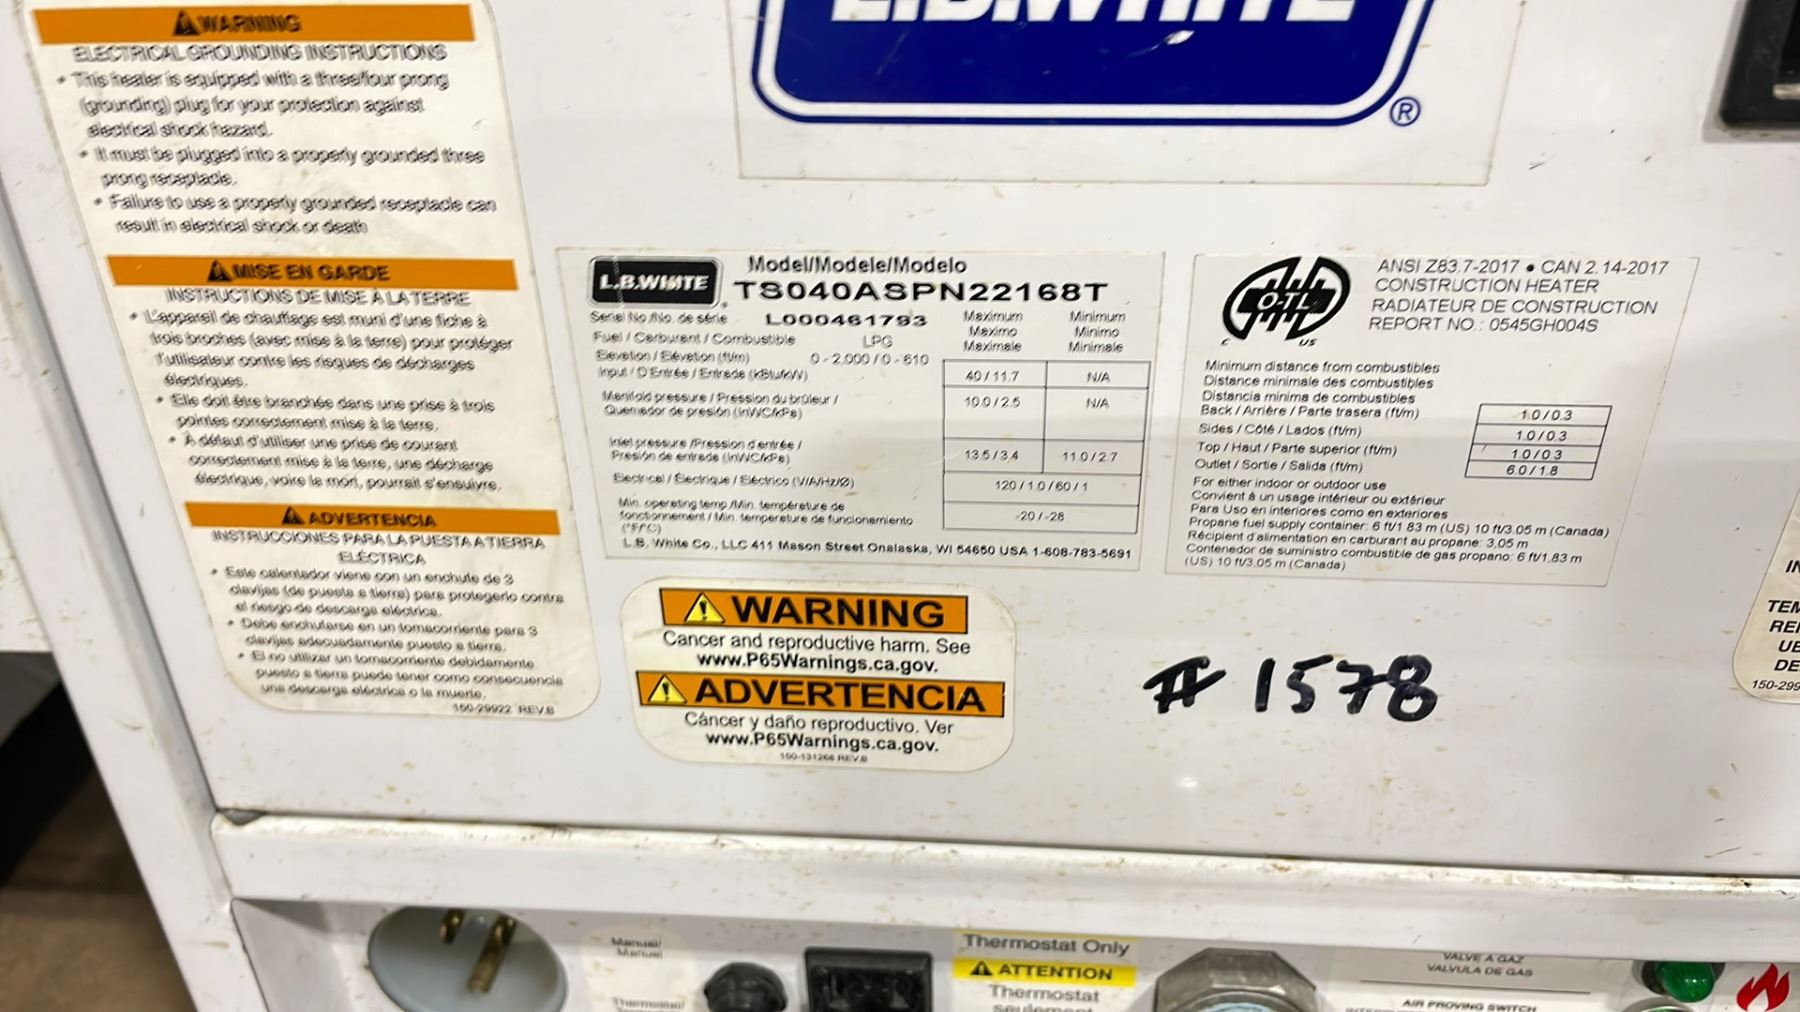 WARNING
ELECTRICAL GROUNDING INSTRUCTIONS
• This heater is equipped with a three/four prong
(grounding) plug for your protection against
electrical shock hazard.
• It must be plugged into a properly grounded three
prong receptacle.
• Failure to use a properly grounded receptacle can
result in electrical shock or death
MISE EN GARDE
INSTRUCTIONS DE MISE À LA TERRE
• L'appareil de chauffage est muni d'une fiche à
trois broches (avec mise à la terre) pour protéger
l'utilisateur contre les risques de décharges
électriques.
• Elle doit être branchée dans une prise à trois
pointes correctement mise à la terre.
• À défaut d'utiliser une prise de courant
correctement mise à la terre, une décharge
électrique, voire la mort, pourrait s'ensuivre.
ADVERTENCIA
INSTRUCCIONES PARA LA PUESTA A TIERRA
ELÉCTRICA
• Este calentador viene con un enchufe de 3
clavijas (de puesta a tierra) para protegerlo contra
el riesgo de descarga eléctrica.
• Debe enchufarse en un tomacorriente para 3
clavijas adecuadamente puesto a tierra.
• El no utilizar un tomacorriente debidamente
puesto a tierra puede tener como consecuencia
una descarga eléctrica o la muerte.
150-29922 REV.B
L.B.WHITE
®
L.B.WHITE
Model/Modele/Modelo
TS040ASPN22168T
Serial No./No. de série L000461793
Maximum Minimum
Máximo Mínimo
Maximale Minimale
Fuel / Carburant / Combustible LPG
Elevation / Élévation (ft/m) 0 - 2,000 / 0 - 610
Input / D'Entrée / Entrada (kBtu/kW) 40 / 11.7 N/A
Manifold pressure / Pression du brûleur / 10.0 / 2.5 N/A
Quemador de presión (inWC/kPa)
Inlet pressure /Pression d'entrée /
Presión de entrada (inWC/kPa) 13.5 / 3.4 11.0 / 2.7
Electrical / Électrique / Eléctrico (V/A/Hz/Ø) 120 / 1.0 / 60 / 1
Min. operating temp /Min. température de
fonctionnement / Min. temperature de funcionamiento -20 / -28
(°F/°C)
L.B. White Co., LLC 411 Mason Street Onalaska, WI 54650 USA 1-608-783-5691
O-TL
C US
ANSI Z83.7-2017 • CAN 2.14-2017
CONSTRUCTION HEATER
RADIATEUR DE CONSTRUCTION
REPORT NO.: 0545GH004S
Minimum distance from combustibles
Distance minimale des combustibles
Distancia mínima de combustibles
Back / Arrière / Parte trasera (ft/m) 1.0 / 0.3
Sides / Côté / Lados (ft/m) 1.0 / 0.3
Top / Haut / Parte superior (ft/m) 1.0 / 0.3
Outlet / Sortie / Salida (ft/m) 6.0 / 1.8
For either indoor or outdoor use
Convient à un usage intérieur ou extérieur
Para Uso en interiores como en exteriores
Propane fuel supply container: 6 ft/1.83 m (US) 10 ft/3.05 m (Canada)
Récipient d'alimentation en carburant au propane: 3,05 m
Contenedor de suministro combustible de gas propano: 6 ft/1.83 m
(US) 10 ft/3.05 m (Canada)
WARNING
Cancer and reproductive harm. See
www.P65Warnings.ca.gov.
ADVERTENCIA
Cáncer y daño reproductivo. Ver
www.P65Warnings.ca.gov.
150-131266 REV.B
# 1578
150-299
Manual/
Manual
Thermostat/
Thermostat Only
ATTENTION
Thermostat
seulement
VALVE À GAZ
VALVULA DE GAS
AIR PROVING SWITCH